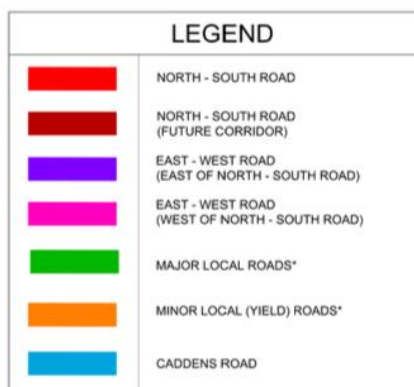 LEGEND
NORTH - SOUTH ROAD
NORTH - SOUTH ROAD
(FUTURE CORRIDOR)
EAST - WEST ROAD
(EAST OF NORTH - SOUTH ROAD)
EAST - WEST ROAD
(WEST OF NORTH - SOUTH ROAD)
MAJOR LOCAL ROADS*
MINOR LOCAL (YIELD) ROADS*
CADDENS ROAD